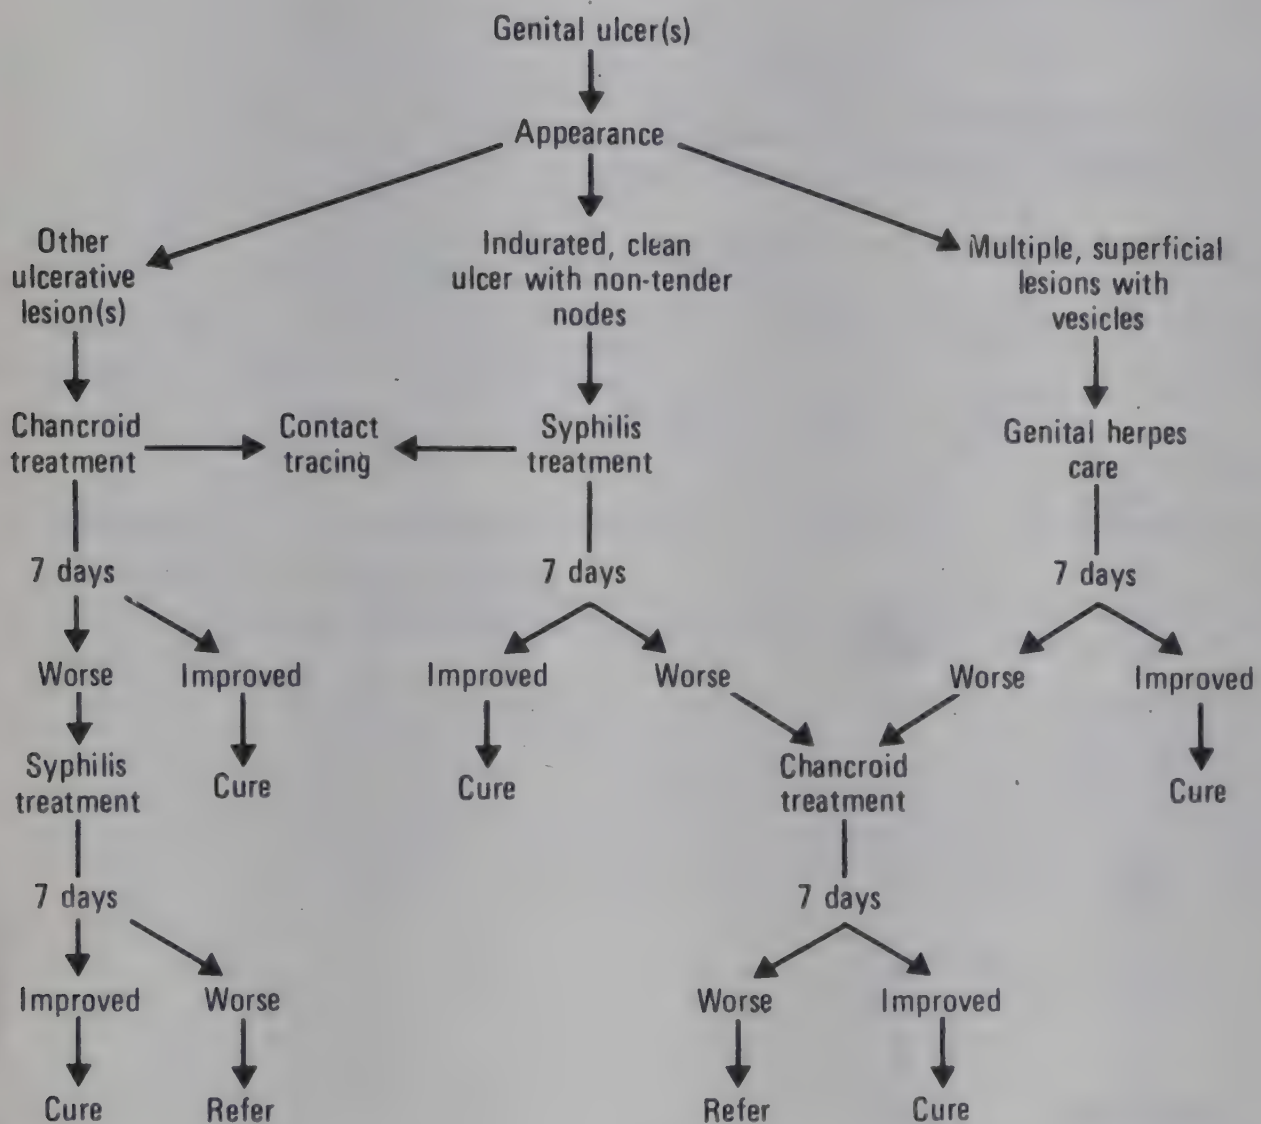 Genital ulcer(s)
Appearance
Other
ulcerative
lesion(s)
Indurated, clean
ulcer with non-tender
nodes
Multiple, superficial
lesions with
vesicles
Chancroid
treatment
Contact
tracing
Syphilis
treatment
Genital herpes
care
7 days
7 days
7 days
Worse
Improved
Improved
Worse
Worse
Improved
Syphilis
treatment
Cure
Cure
Chancroid
treatment
Cure
7 days
7 days
Improved
Worse
Worse
Improved
Cure
Refer
Refer
Cure